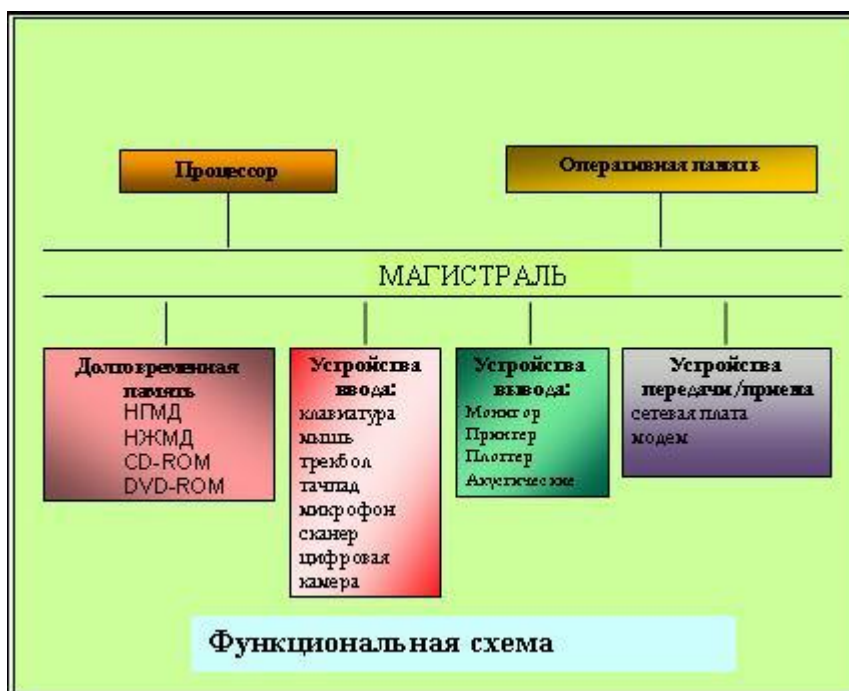 Процессор
Оперативная память
МАГИСТРАЛЬ
Долговременная
память
НГМД
НЖМД
CD-ROM
DVD-ROM
Устройства
ввода:
клавиатура
мышь
трекбол
тачпад
микрофон
сканер
цифровая
камера
Устройства
вывода:
Монитор
Принтер
Плоттер
Акустические
Устройства
передачи/приема
сетевая плата
модем
Функциональная схема